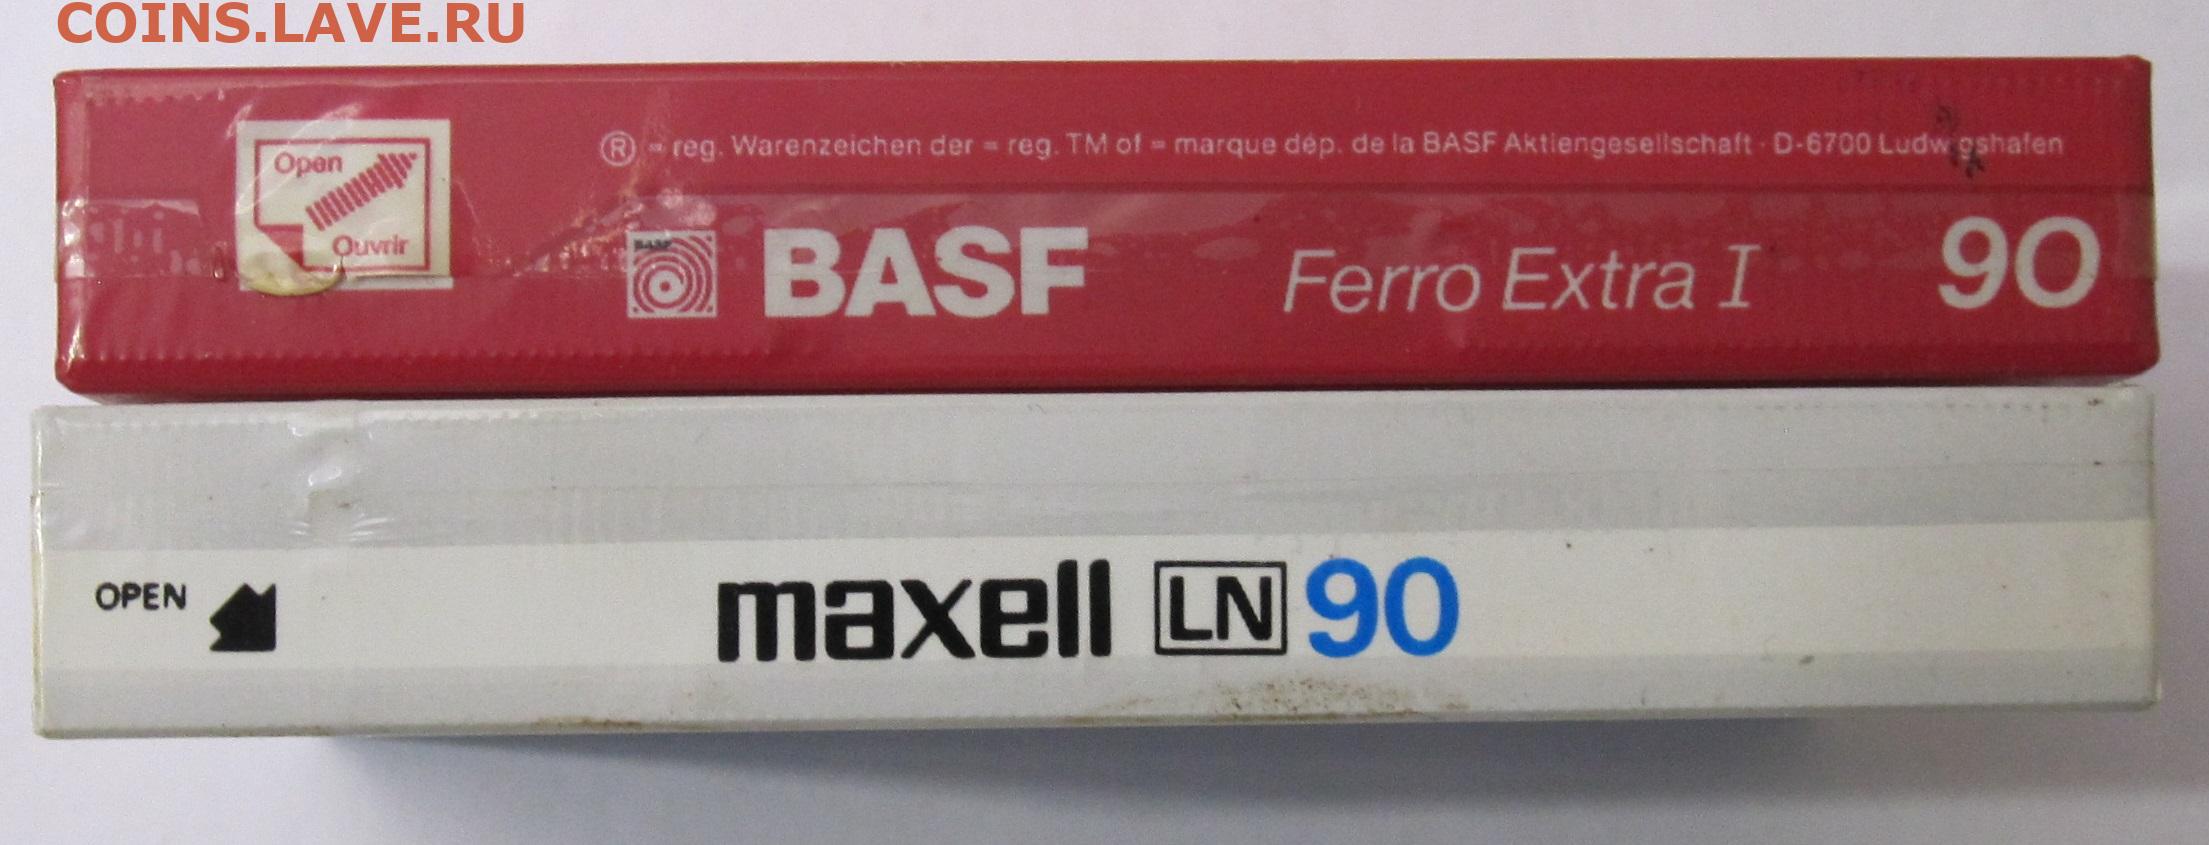 COINS.LAVE.RU
Open
Ouvrir
® = reg. Warenzeichen der = reg. TM of = marque dép. de la BASF Aktiengesellschaft · D-6700 Ludwigshafen
BASF
BASF Ferro Extra I 90
OPEN maxell LN 90